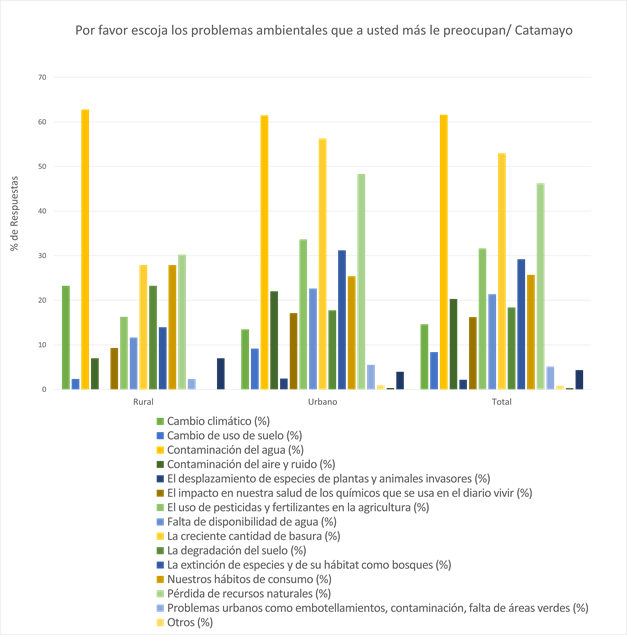 Por favor escoja los problemas ambientales que a usted más le preocupan/ Catamayo
70
60
50
40
30
20
10
0
% de Respuestas
Rural Urbano Total
Cambio climático (%)
Cambio de uso de suelo (%)
Contaminación del agua (%)
Contaminación del aire y ruido (%)
El desplazamiento de especies de plantas y animales invasores (%)
El impacto en nuestra salud de los químicos que se usa en el diario vivir (%)
El uso de pesticidas y fertilizantes en la agricultura (%)
Falta de disponibilidad de agua (%)
La creciente cantidad de basura (%)
La degradación del suelo (%)
La extinción de especies y de su hábitat como bosques (%)
Nuestros hábitos de consumo (%)
Pérdida de recursos naturales (%)
Problemas urbanos como embotellamientos, contaminación, falta de áreas verdes (%)
Otros (%)